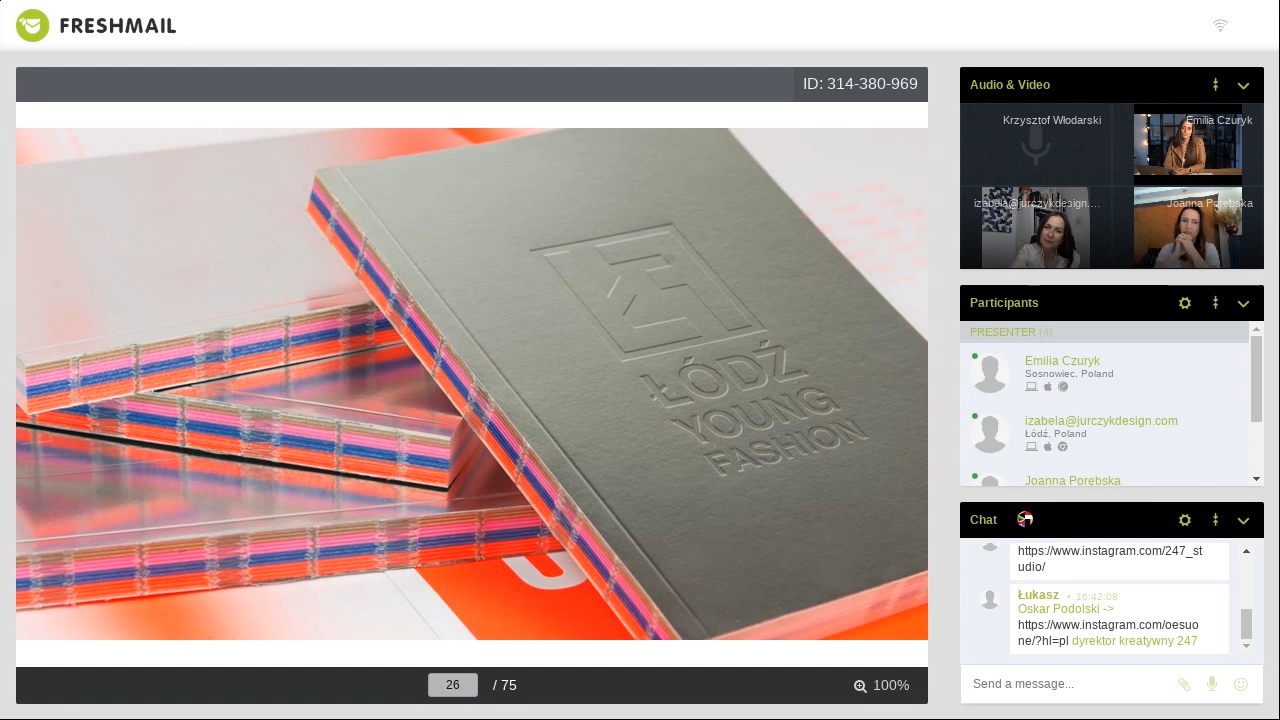 FRESHMAIL
ID: 314-380-969
ŁÓDŹ
YOUNG
FASHION
26 / 75
100%
Audio & Video
Krzysztof Włodarski
Emilia Czuryk
izabela@jurczykdesign....
Joanna Porębska
Participants
PRESENTER (4)
Emilia Czuryk
Sosnowiec, Poland
izabela@jurczykdesign.com
Łódź, Poland
Joanna Porębska
Chat
https://www.instagram.com/247_st
udio/
Łukasz • 16:42:08
Oskar Podolski ->
https://www.instagram.com/oesuo
ne/?hl=pl dyrektor kreatywny 247
Send a message...